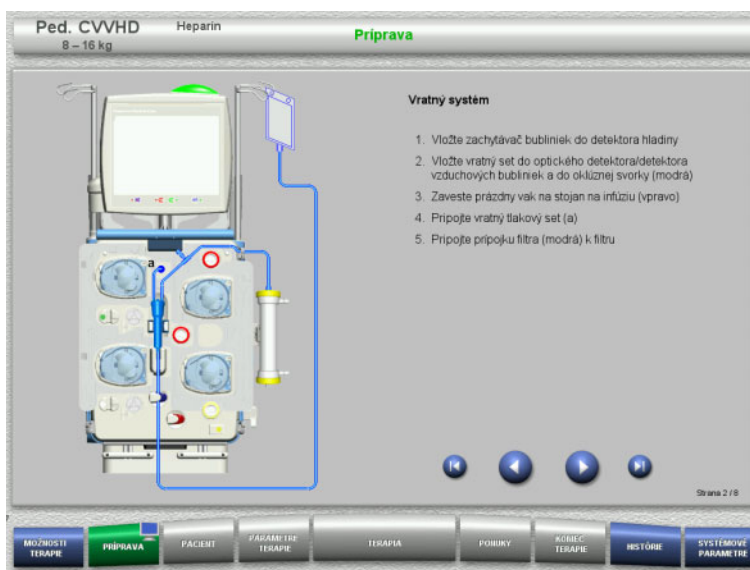 Ped. CVVHD
Heparin
8 – 16 kg
Príprava
Vratný systém
1. Vložte zachytávač bubliniek do detektora hladiny
2. Vložte vratný set do optického detektora/detektora
vzduchových bubliniek a do oklúznej svorky (modrá)
3. Zaveste prázdny vak na stojan na infúziu (vpravo)
4. Pripojte vratný tlakový set (a)
5. Pripojte prípojku filtra (modrá) k filtru
a
Strana 2 / 8
MOŽNOSTI
TERAPIE
PRÍPRAVA
PACIENT
PARAMETRE
TERAPIE
TERAPIA
PONUKY
KONIEC
TERAPIE
HISTÓRIE
SYSTÉMOVÉ
PARAMETRE